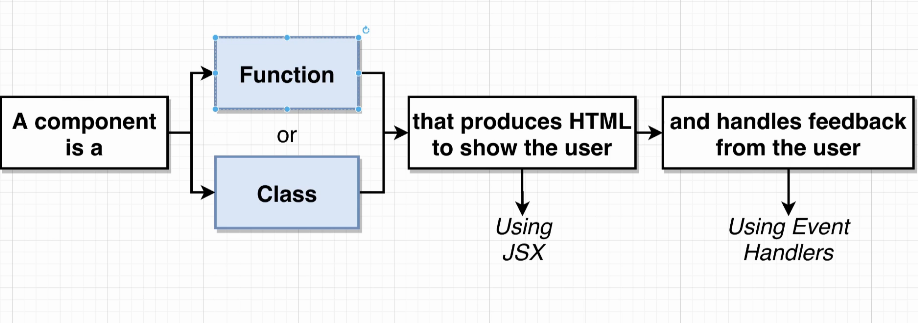 A component
is a
Function
or
Class
that produces HTML
to show the user
and handles feedback
from the user
Using
JSX
Using Event
Handlers